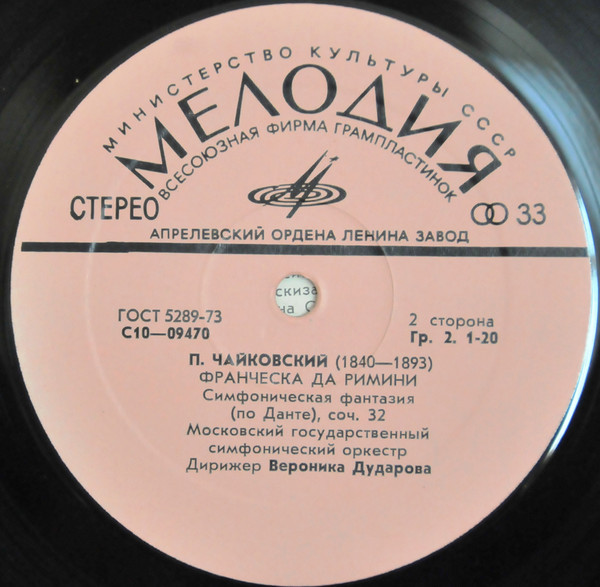 МИНИСТЕРСТВО КУЛЬТУРЫ СССР
МЕЛОДИЯ
ВСЕСОЮЗНАЯ ФИРМА ГРАМПЛАСТИНОК
СТЕРЕО
33
АПРЕЛЕВСКИЙ ОРДЕНА ЛЕНИНА ЗАВОД
скиза
на С
ГОСТ 5289-73
2 сторона
С10—09470
Гр. 2. 1-20
П. ЧАЙКОВСКИЙ (1840—1893)
ФРАНЧЕСКА ДА РИМИНИ
Симфоническая фантазия
(по Данте), соч. 32
Московский государственный
симфонический оркестр
Дирижер Вероника Дударова